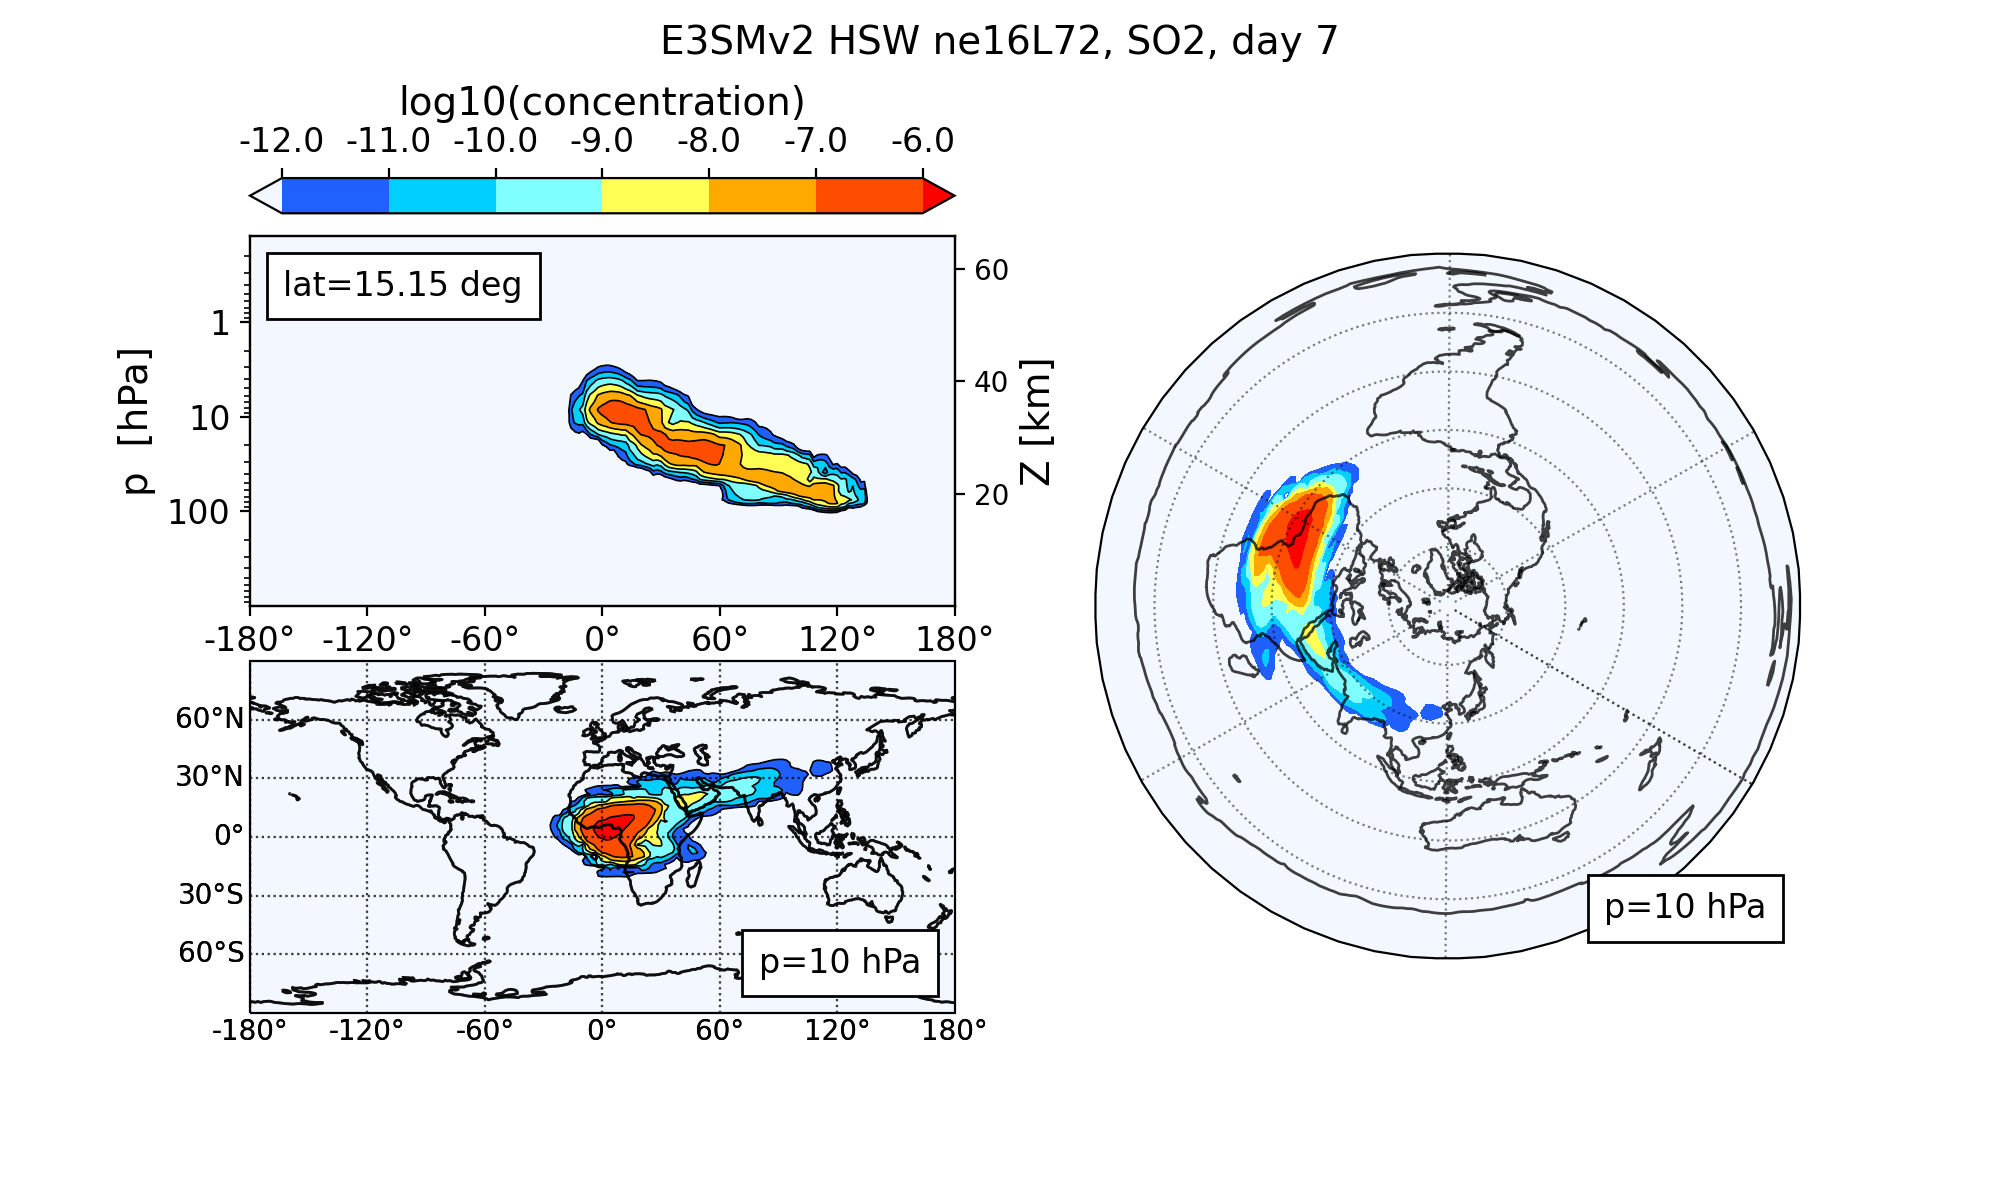 E3SMv2 HSW ne16L72, SO2, day 7
log10(concentration)
-12.0 -11.0 -10.0 -9.0 -8.0 -7.0 -6.0
lat=15.15 deg
p [hPa]
1
10
100
60
40
20
Z [km]
-180° -120° -60° 0° 60° 120° 180°
60°N
30°N
0°
30°S
60°S
p=10 hPa
-180° -120° -60° 0° 60° 120° 180°
p=10 hPa